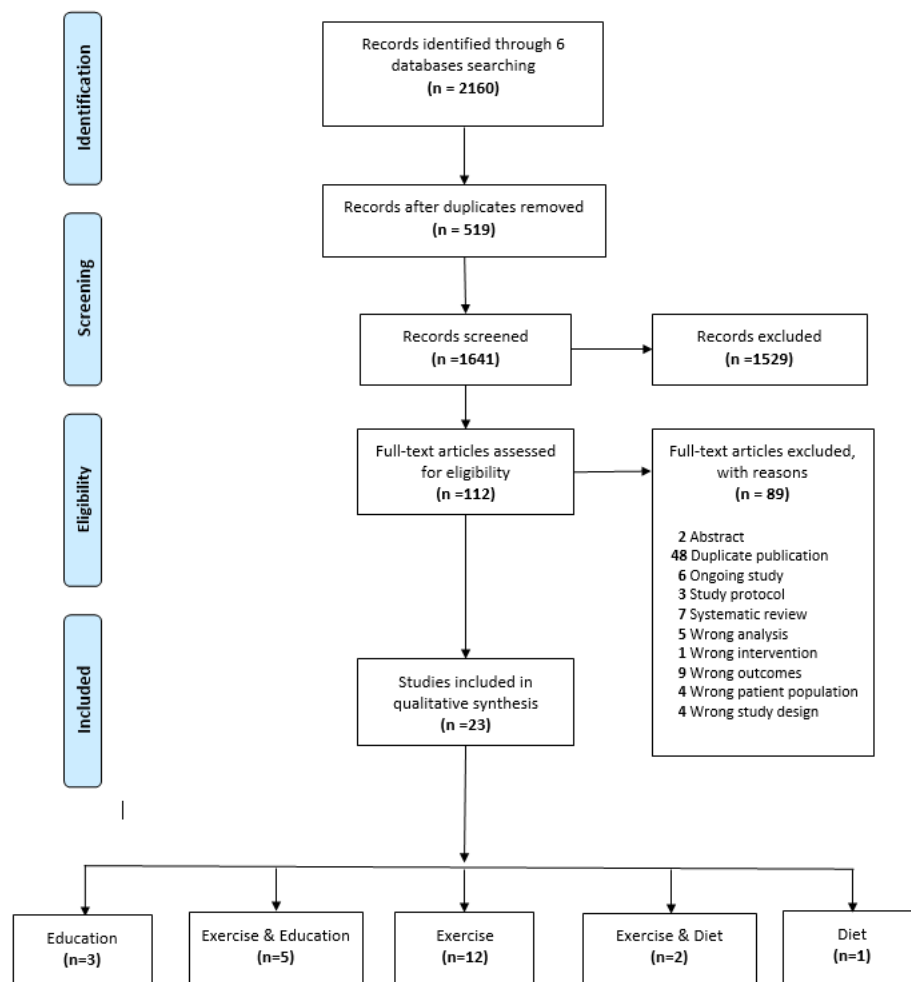 Identification
Records identified through 6
databases searching
(n = 2160)
Records after duplicates removed
(n = 519)
Screening
Records screened
(n =1641)
Records excluded
(n =1529)
Eligibility
Full-text articles assessed
for eligibility
(n =112)
Full-text articles excluded,
with reasons
(n = 89)
2 Abstract
48 Duplicate publication
6 Ongoing study
3 Study protocol
7 Systematic review
5 Wrong analysis
1 Wrong intervention
9 Wrong outcomes
4 Wrong patient population
4 Wrong study design
Included
Studies included in
qualitative synthesis
(n =23)
Education
(n=3)
Exercise & Education
(n=5)
Exercise
(n=12)
Exercise & Diet
(n=2)
Diet
(n=1)